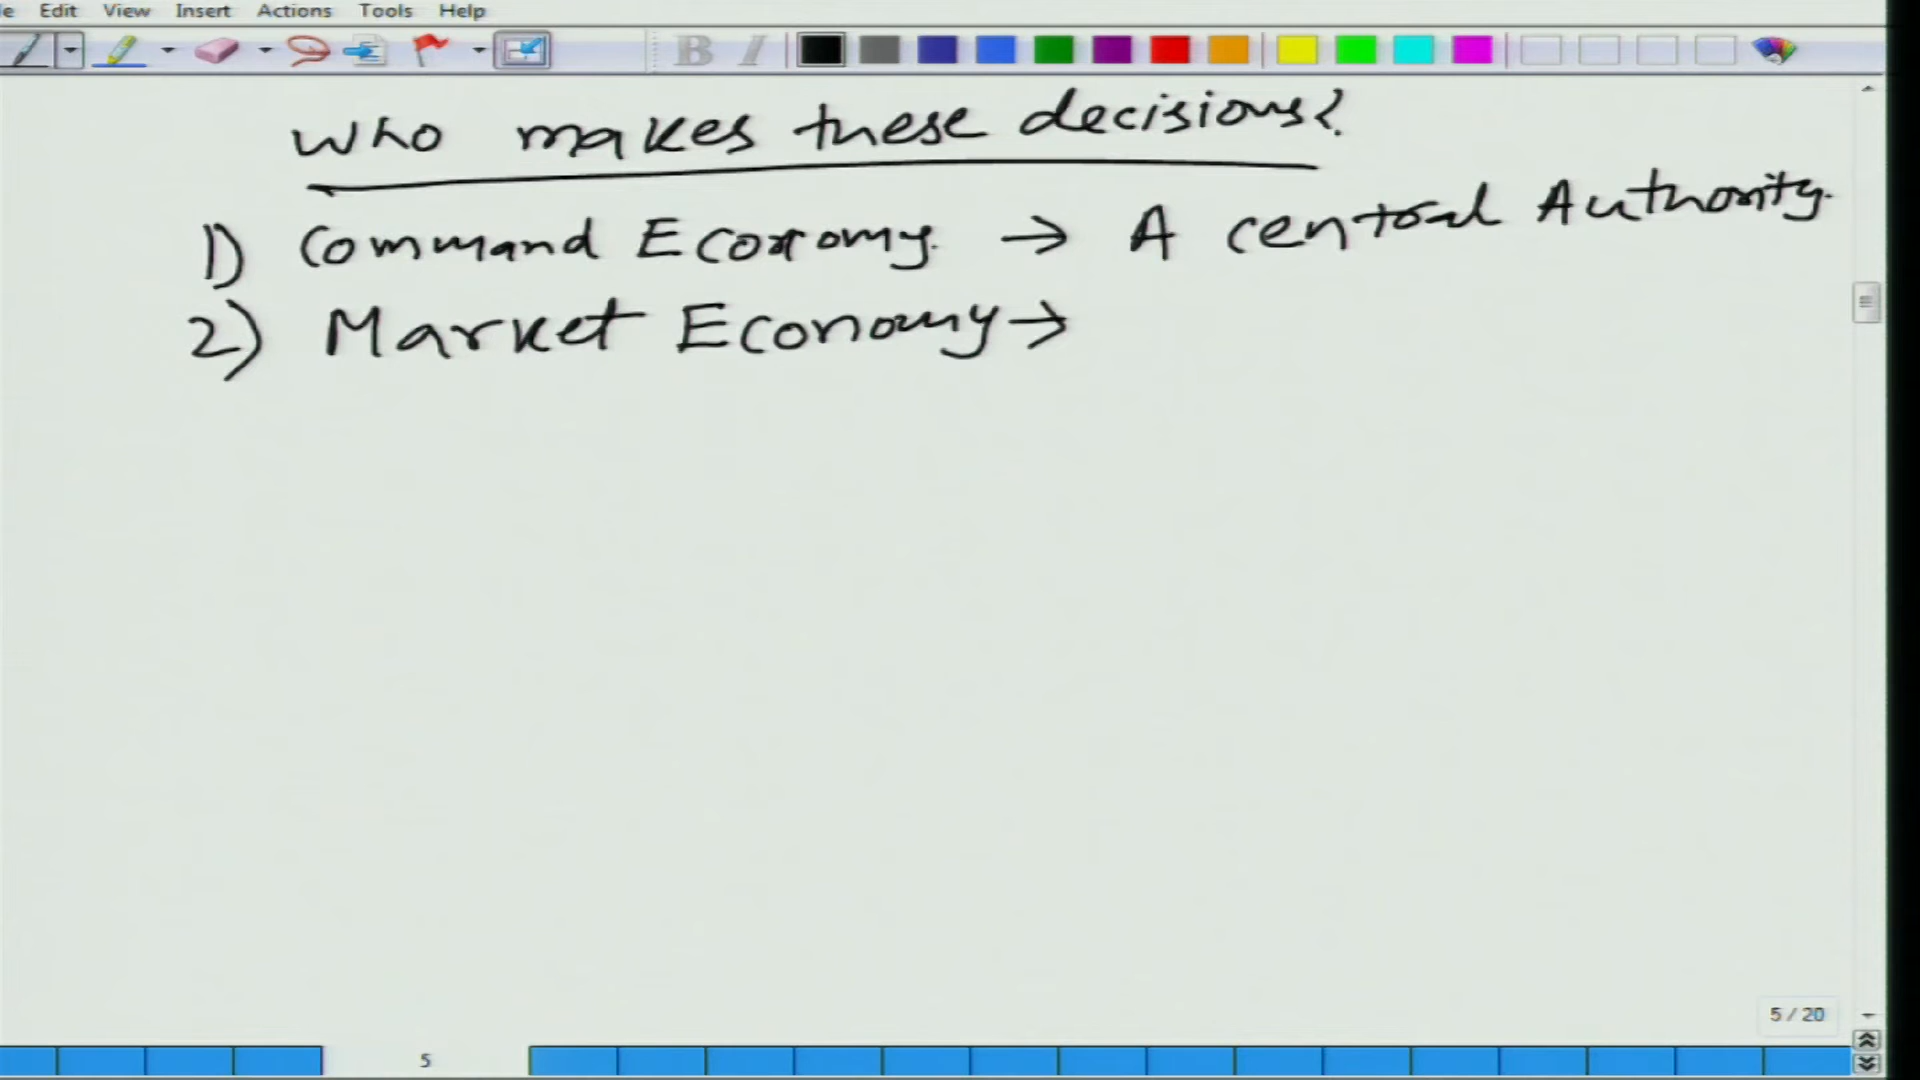 Edit View Insert Actions Tools Help
B I
Who makes these decisions?
1) Command Economy. → A central Authority.
2) Market Economy →
5 / 20
5